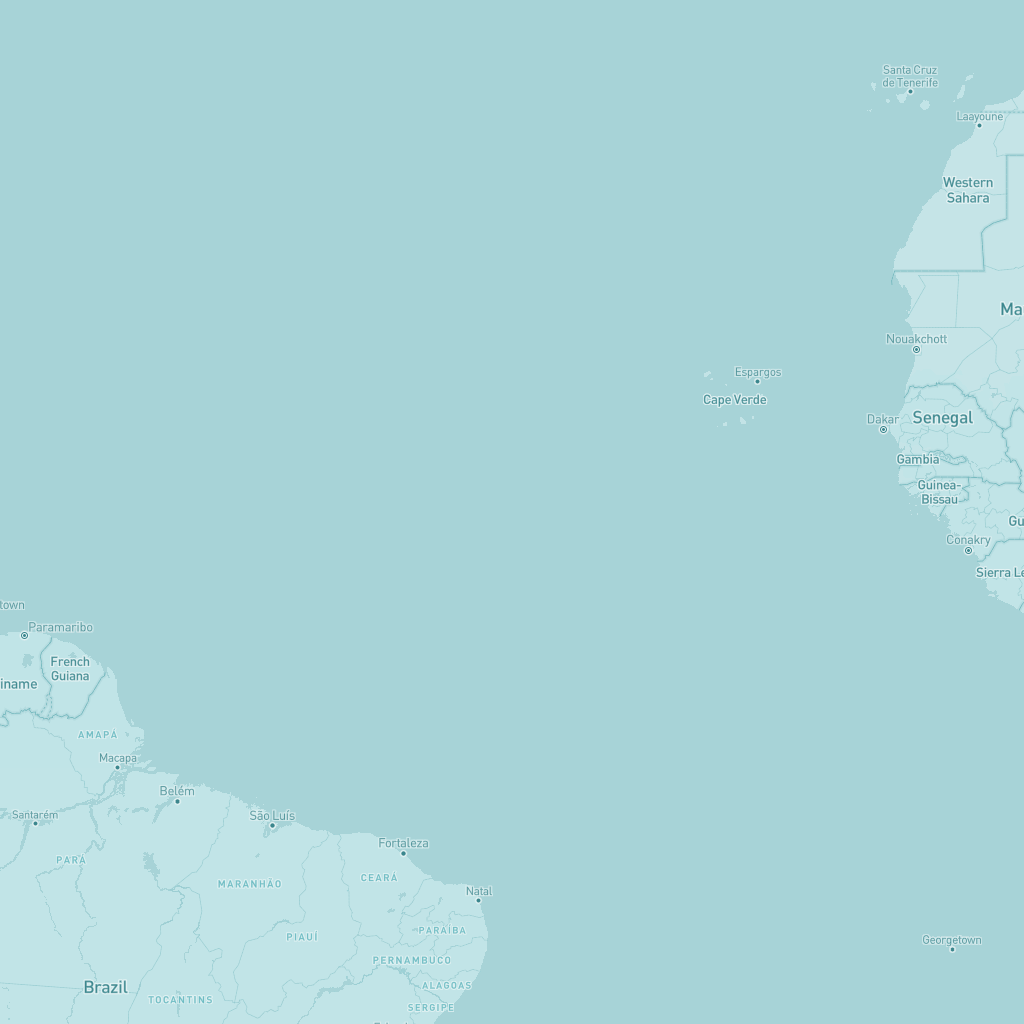 Santa Cruz
de Tenerife
Laayoune
Western
Sahara
Ma
Nouakchott
Espargos
Cape Verde
Dakar
Senegal
Gambia
Guinea-
Bissau
Gu
Conakry
Sierra Le
town
Paramaribo
French
Guiana
iname
AMAPÁ
Macapa
Belém
Santarém
São Luís
Fortaleza
PARÁ
MARANHÃO
CEARÁ
Natal
PARAÍBA
PIAUÍ
Georgetown
PERNAMBUCO
Brazil
ALAGOAS
TOCANTINS
SERGIPE